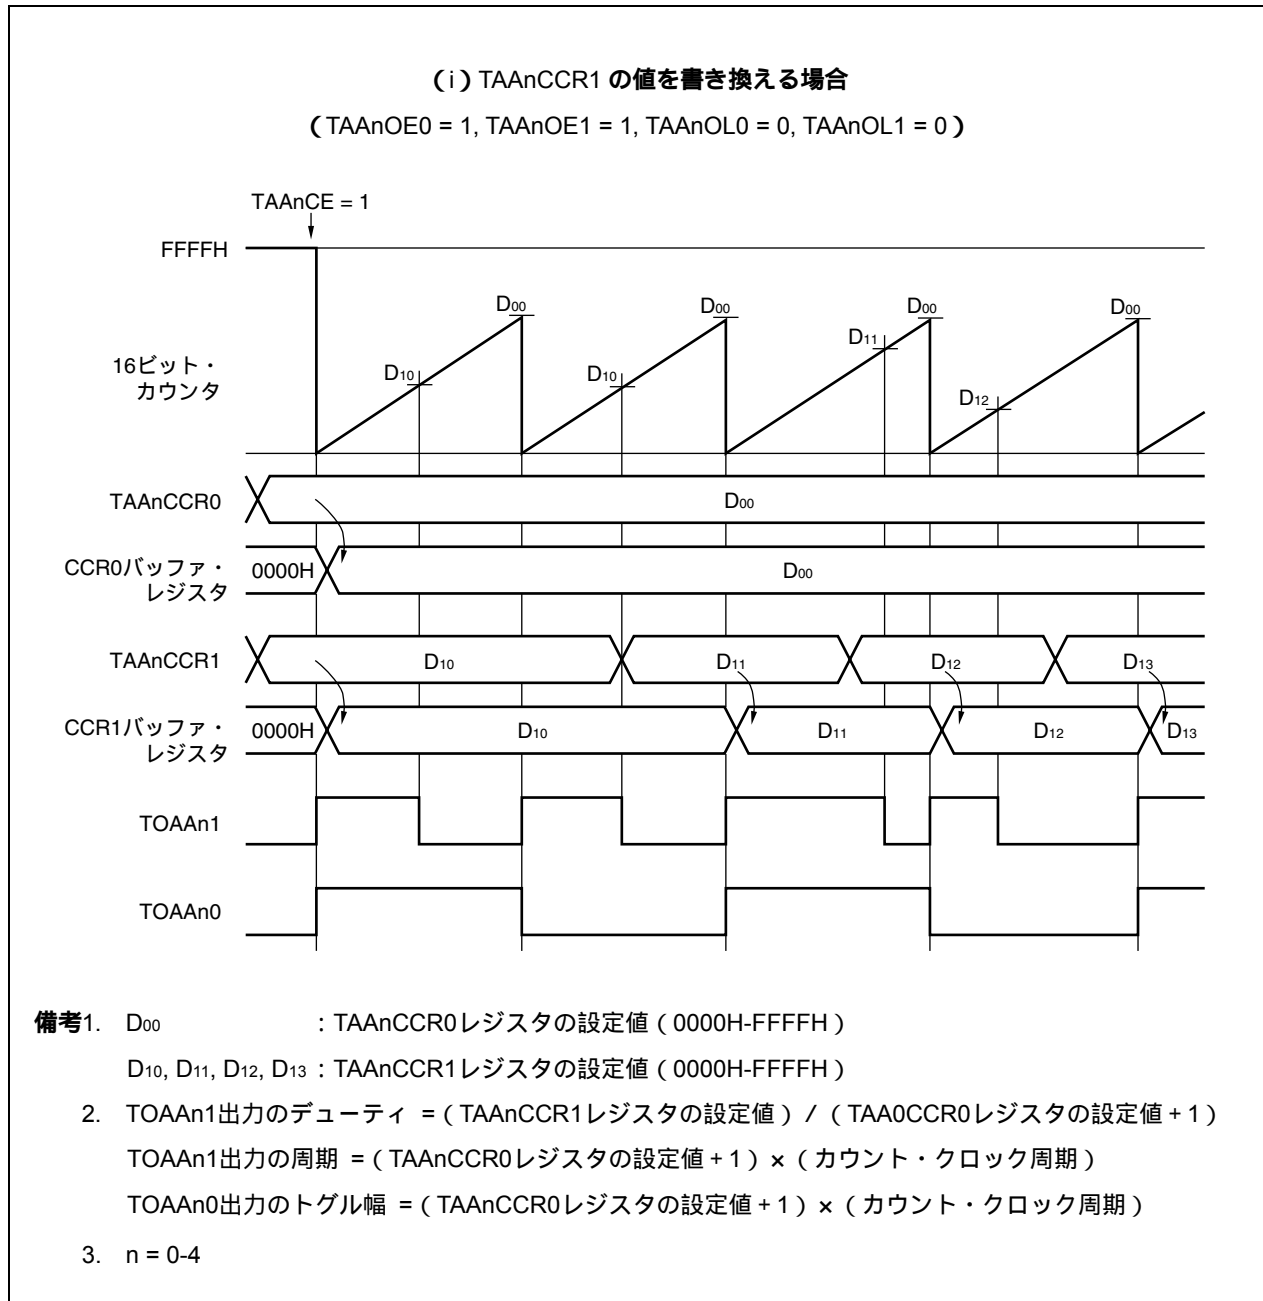 (i) TAAnCCR1 の値を書き換える場合
(TAAnOE0 = 1, TAAnOE1 = 1, TAAnOL0 = 0, TAAnOL1 = 0)
TAAnCE = 1
FFFFH
D00 D00 D00 D00
D11
D10 D10
D12
16ビット・
カウンタ
TAAnCCR0 D00
CCR0バッファ・
レジスタ
0000H D00
TAAnCCR1 D10 D11 D12 D13
CCR1バッファ・
レジスタ
0000H D10 D11 D12 D13
TOAAn1
TOAAn0
備考1. D00 : TAAnCCR0レジスタの設定値 ( 0000H-FFFFH )
D10, D11, D12, D13 : TAAnCCR1レジスタの設定値 ( 0000H-FFFFH )
2. TOAAn1出力のデューティ = ( TAAnCCR1レジスタの設定値 ) / ( TAA0CCR0レジスタの設定値 + 1 )
TOAAn1出力の周期 = ( TAAnCCR0レジスタの設定値 + 1 ) × ( カウント・クロック周期 )
TOAAn0出力のトグル幅 = ( TAAnCCR0レジスタの設定値 + 1 ) × ( カウント・クロック周期 )
3. n = 0-4